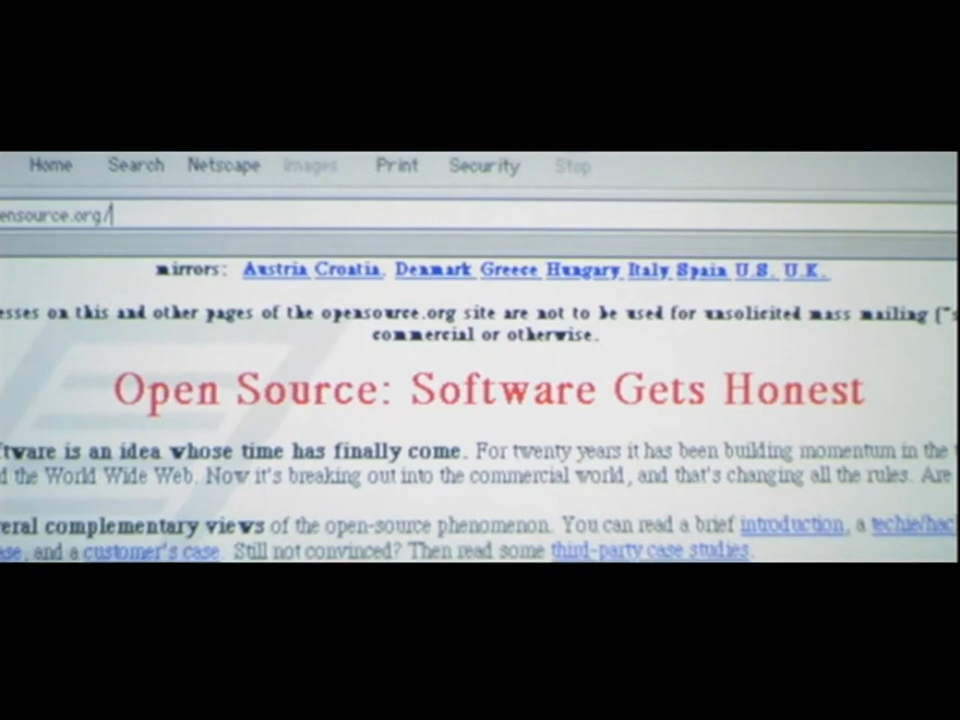 Home Search Netscape Images Print Security Stop
ensource.org/
mirrors: Austria Croatia, Denmark Greece Hungary Italy Spain U.S. U.K.
esses on this and other pages of the opensource.org site are not to be used for unsolicited mass mailing ("s
commercial or otherwise.
Open Source: Software Gets Honest
ftware is an idea whose time has finally come. For twenty years it has been building momentum in the
d the World Wide Web. Now it's breaking out into the commercial world, and that's changing all the rules. Are
eral complementary views of the open-source phenomenon. You can read a brief introduction, a techie/hac
ase, and a customer's case. Still not convinced? Then read some third-party case studies.